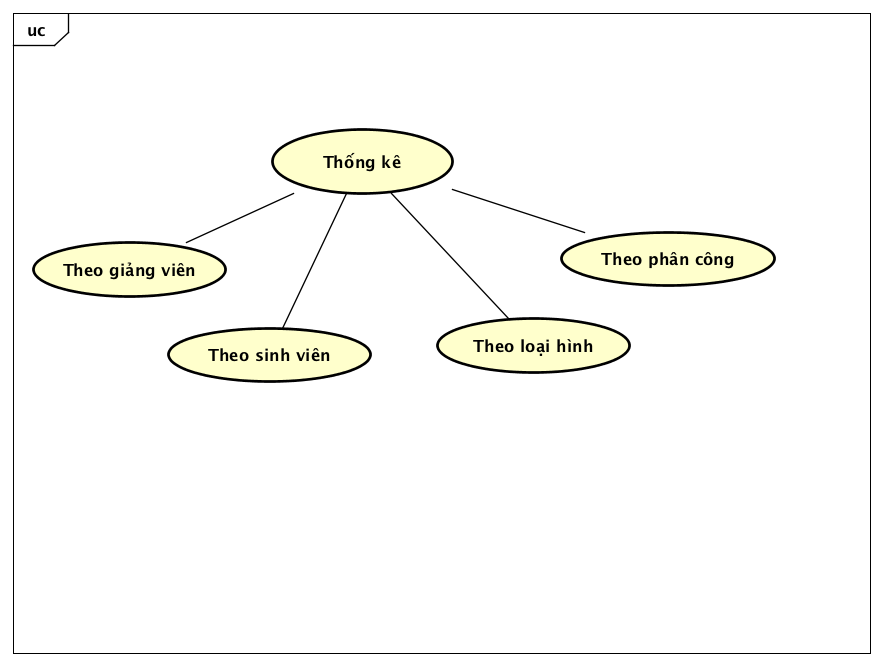 uc
Thống kê
Theo giảng viên
Theo phân công
Theo sinh viên
Theo loại hình